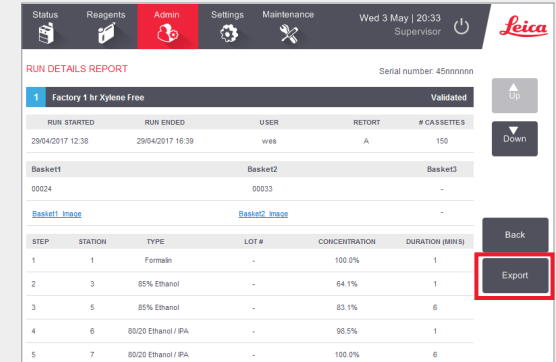 Status Reagents Admin Settings Maintenance Wed 3 May | 20:33
Supervisor
Leica
RUN DETAILS REPORT Serial number: 45nnnnnn
1 Factory 1 hr Xylene Free Validated
RUN STARTED RUN ENDED USER RETORT # CASSETTES
29/04/2017 12:38 29/04/2017 16:39 wes A 150
Basket1 Basket2 Basket3
00024 00033 -
Basket1 Image Basket2 Image -
STEP STATION TYPE LOT # CONCENTRATION DURATION (MINS)
1 1 Formalin - 100.0% 1
2 3 85% Ethanol - 64.1% 1
3 5 85% Ethanol - 83.1% 6
4 6 80/20 Ethanol / IPA - 98.5% 1
5 7 80/20 Ethanol / IPA - 100.0% 6
Up
Down
Back
Export